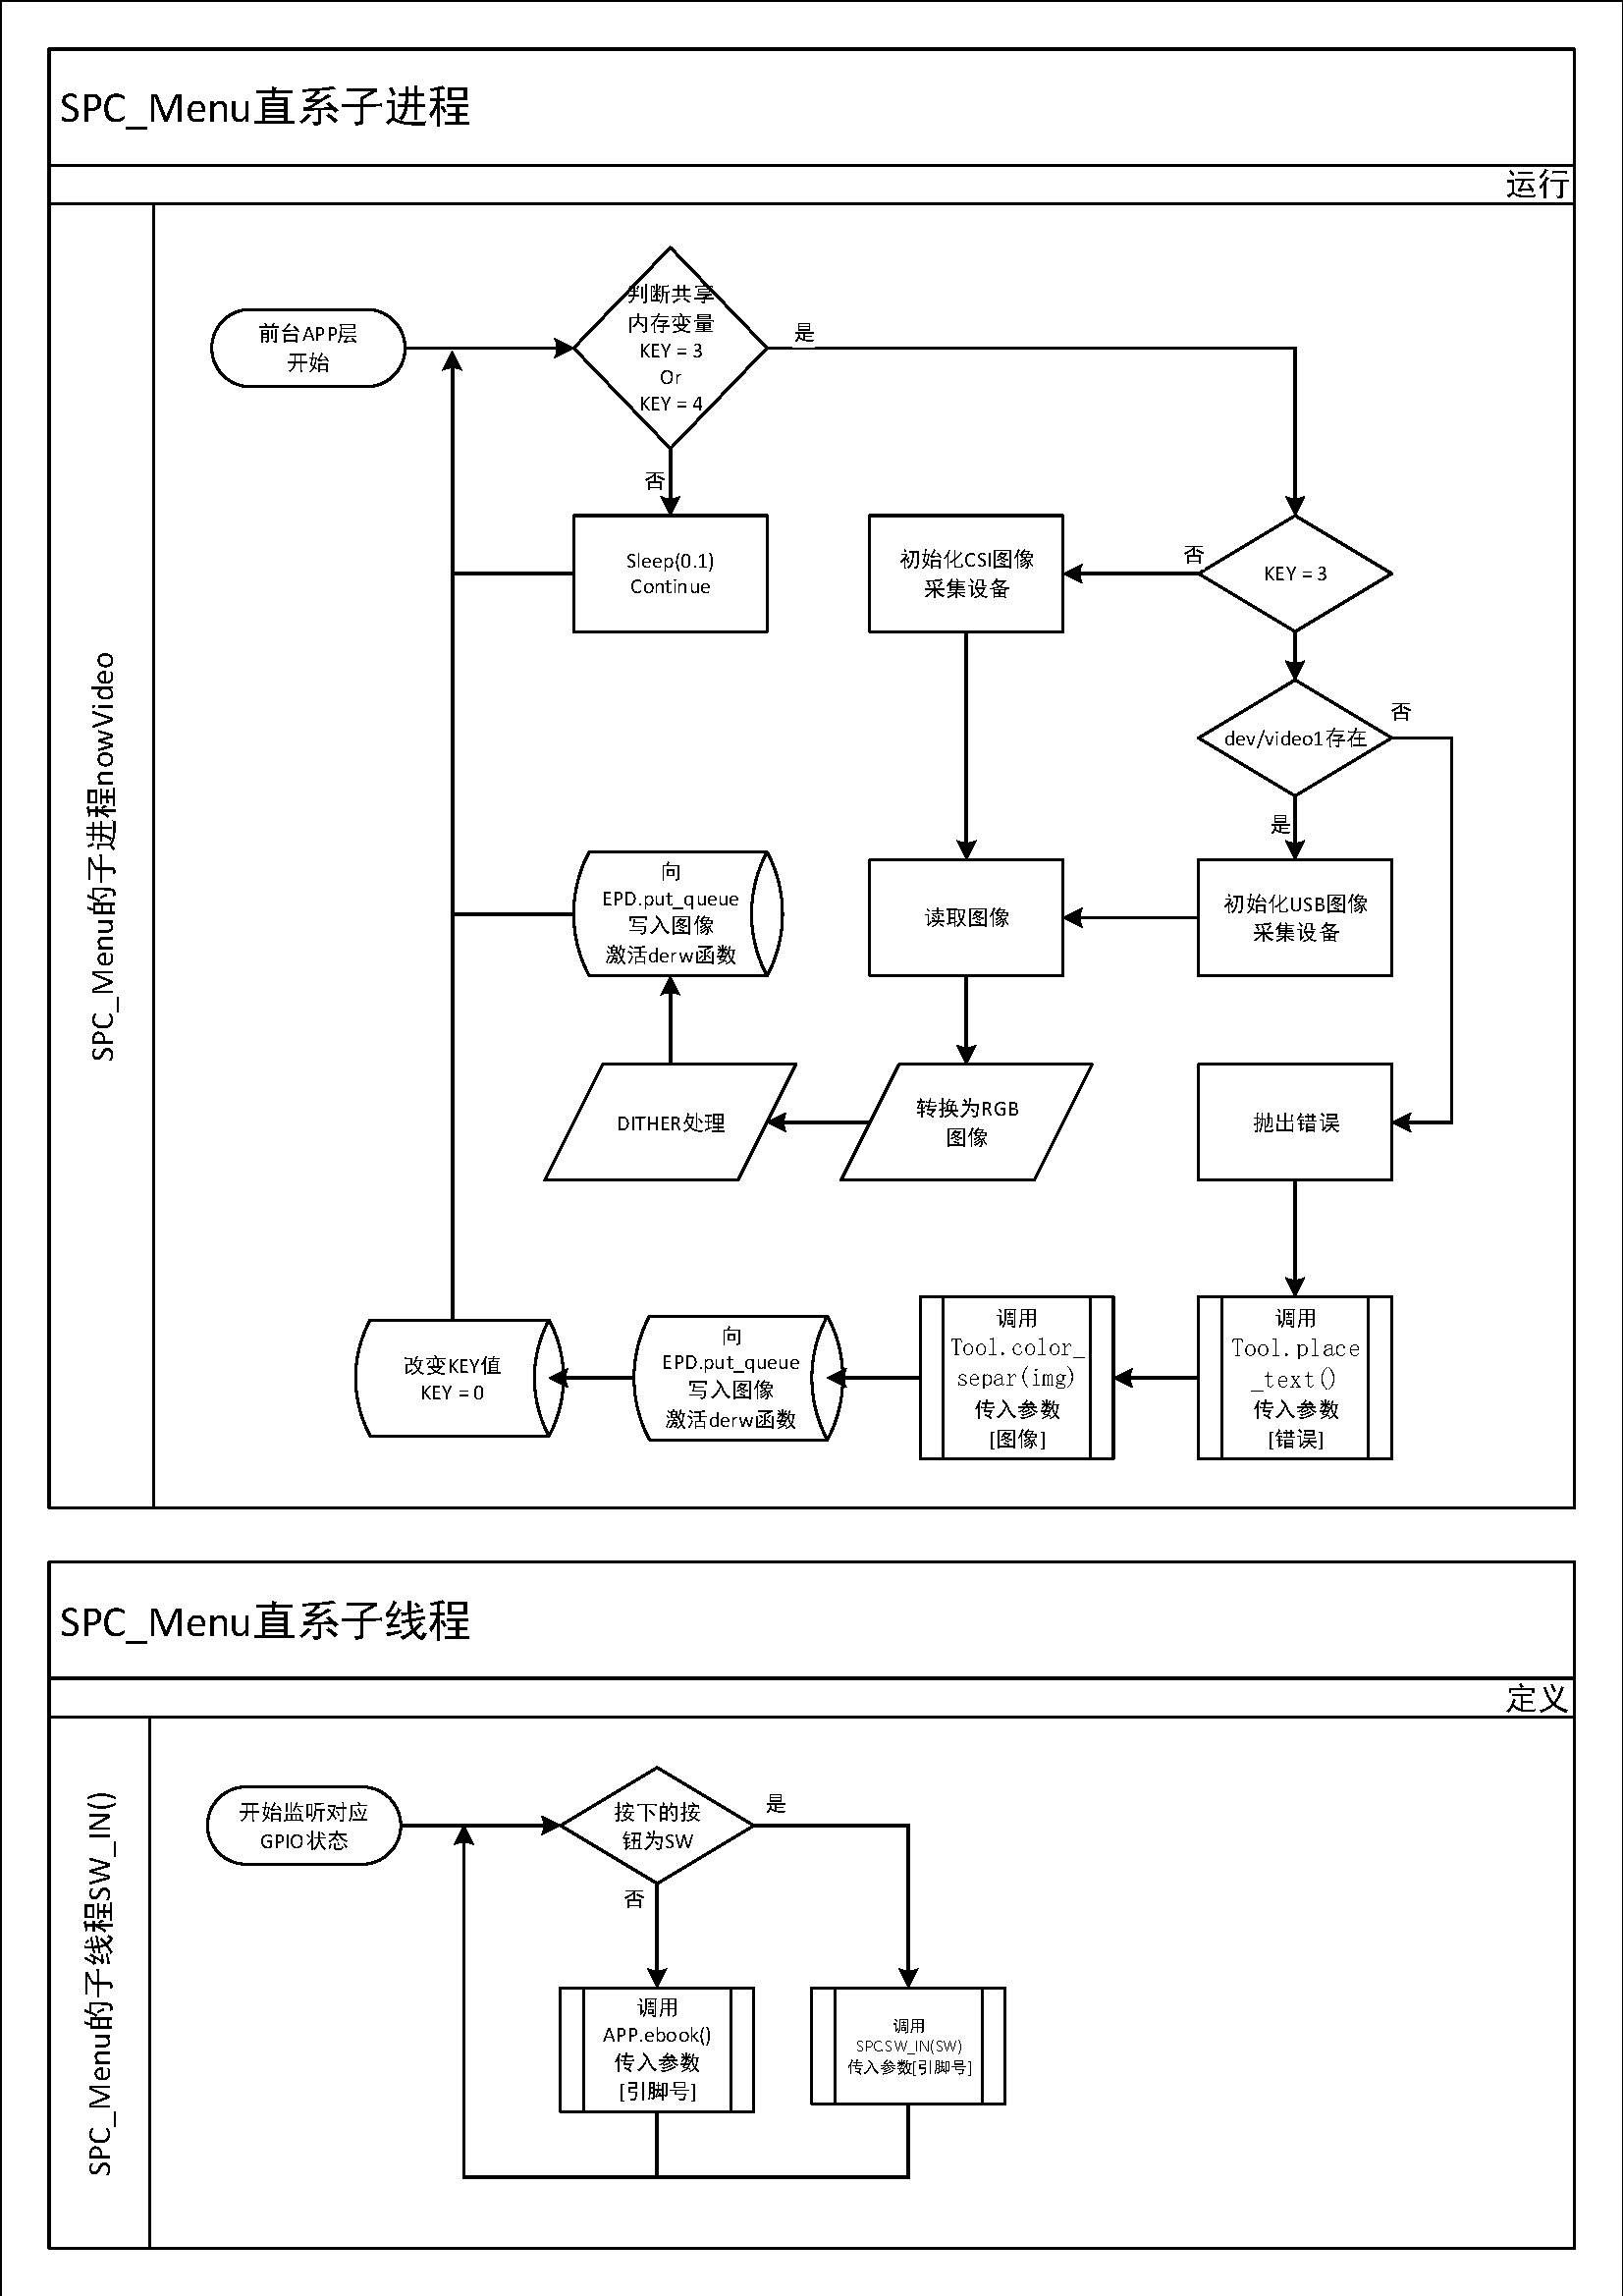 SPC_Menu直系子进程
运行
SPC_Menu的子进程nowVideo
前台APP层
开始
判断共享
内存变量
KEY = 3
Or
KEY = 4
是
否
Sleep(0.1)
Continue
初始化CSI图像
采集设备
否
KEY = 3
dev/video1存在
否
是
向
EPD.put_queue
写入图像
激活derw函数
读取图像
初始化USB图像
采集设备
DITHER处理
转换为RGB
图像
抛出错误
改变KEY值
KEY = 0
向
EPD.put_queue
写入图像
激活derw函数
调用
Tool.color_
separ(img)
传入参数
[图像]
调用
Tool.place
_text()
传入参数
[错误]
SPC_Menu直系子线程
定义
SPC_Menu的子线程SW_IN()
开始监听对应
GPIO状态
按下的按
钮为SW
是
否
调用
APP.ebook()
传入参数
[引脚号]
调用
SPC.SW_IN(SW)
传入参数[引脚号]